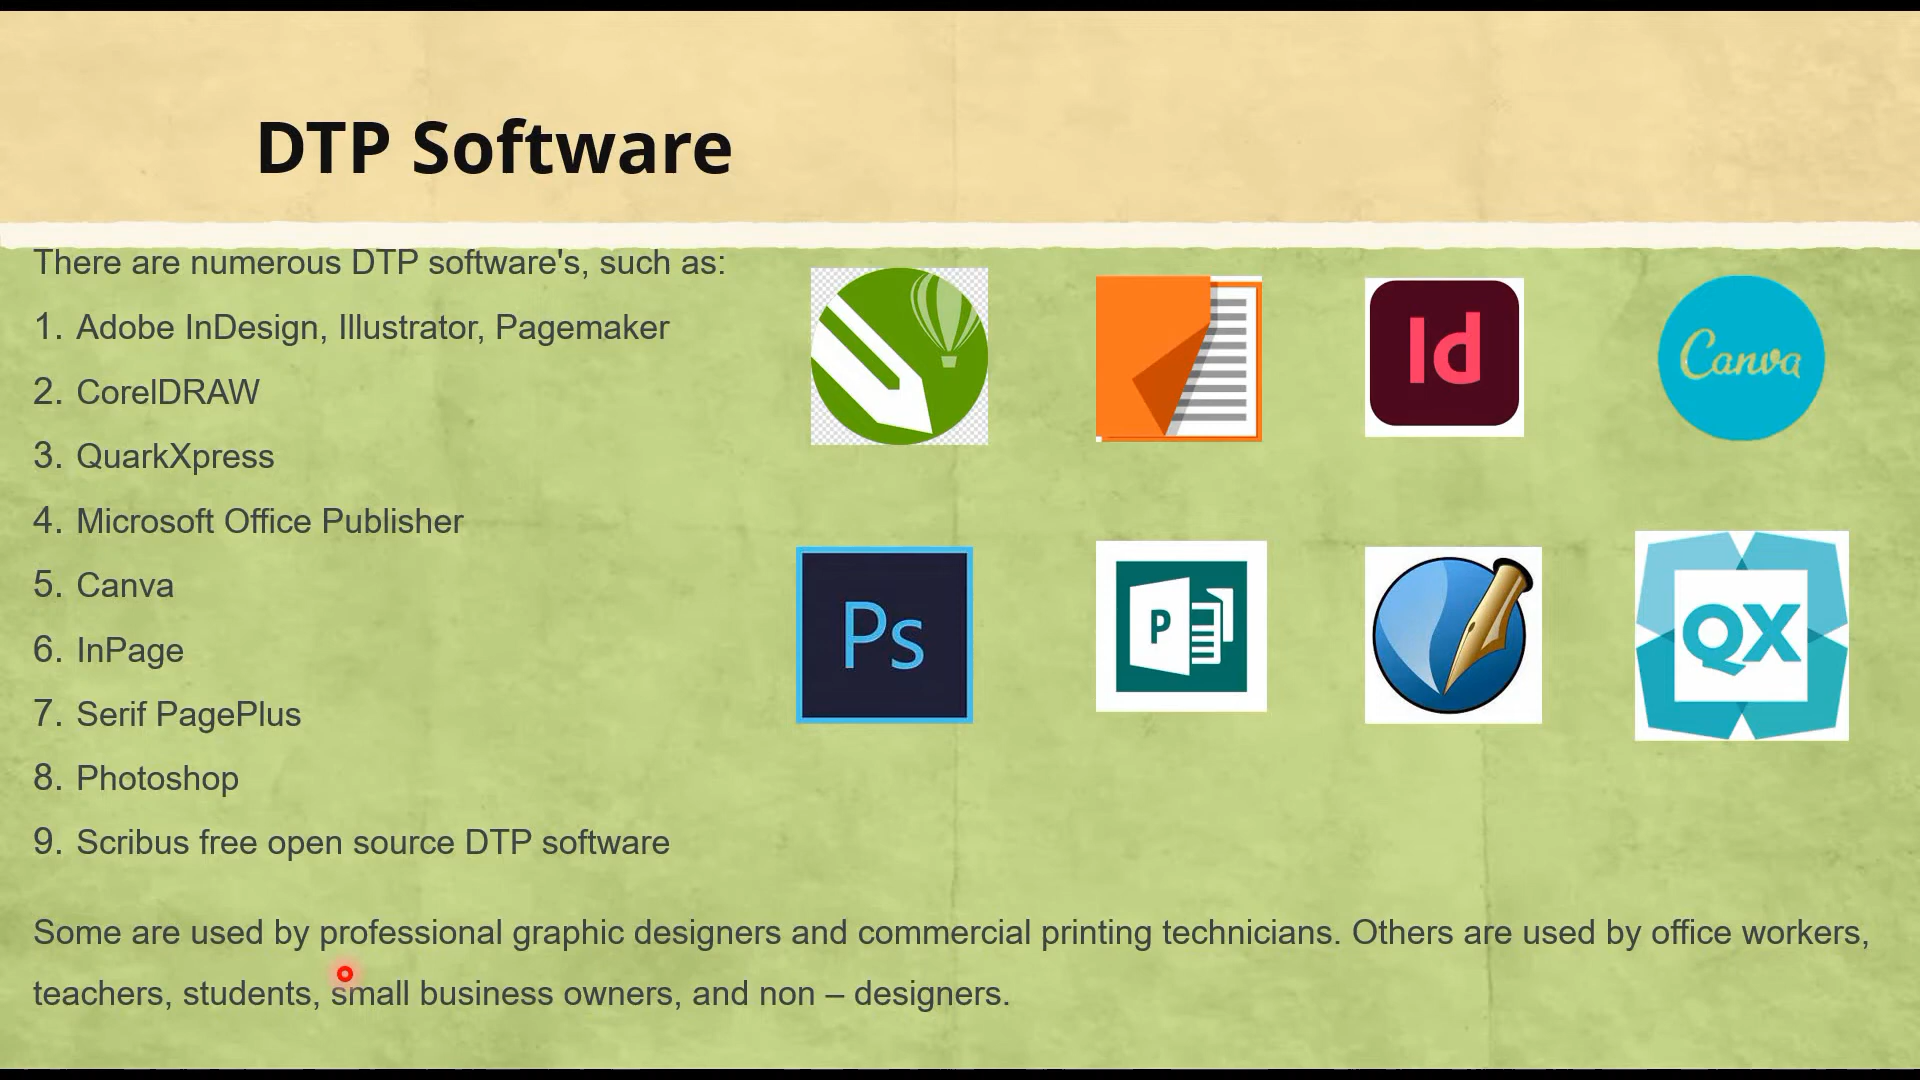 DTP Software
There are numerous DTP software's, such as:
1. Adobe InDesign, Illustrator, Pagemaker
2. CorelDRAW
3. QuarkXpress
4. Microsoft Office Publisher
5. Canva
6. InPage
7. Serif PagePlus
8. Photoshop
9. Scribus free open source DTP software
Id
Canva
Ps
P
QX
Some are used by professional graphic designers and commercial printing technicians. Others are used by office workers,
teachers, students, small business owners, and non – designers.